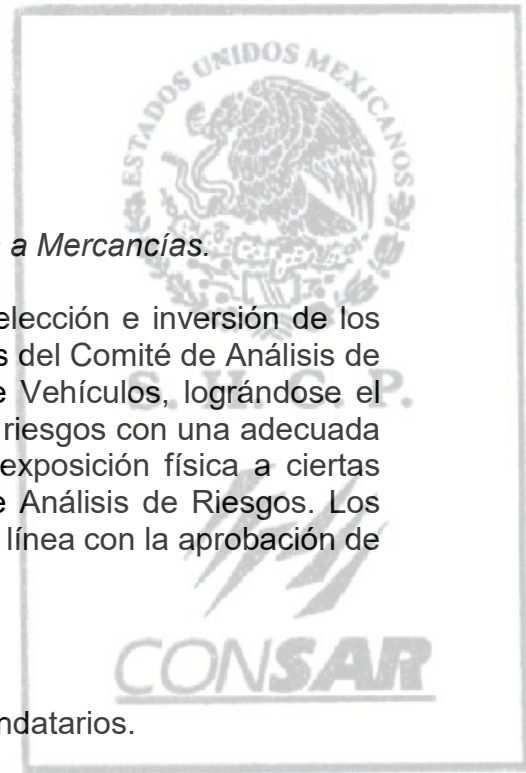 ESTADOS UNIDOS MEXICANOS
a Mercancías.
elección e inversión de los
s del Comité de Análisis de
e Vehículos, lográndose el
S. H. C. P.
riesgos con una adecuada
exposición física a ciertas
e Análisis de Riesgos. Los
línea con la aprobación de
CONSAR
ndatarios.